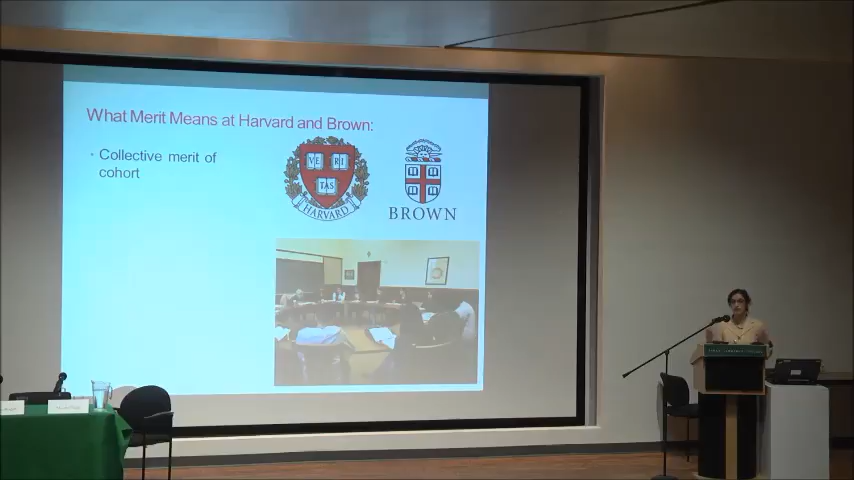 What Merit Means at Harvard and Brown:
• Collective merit of
cohort
VE RI
TAS
HARVARD
BROWN